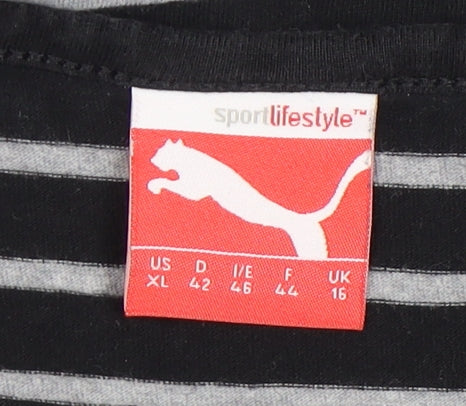 sportlifestyle™
US D I/E F UK
XL 42 46 44 16